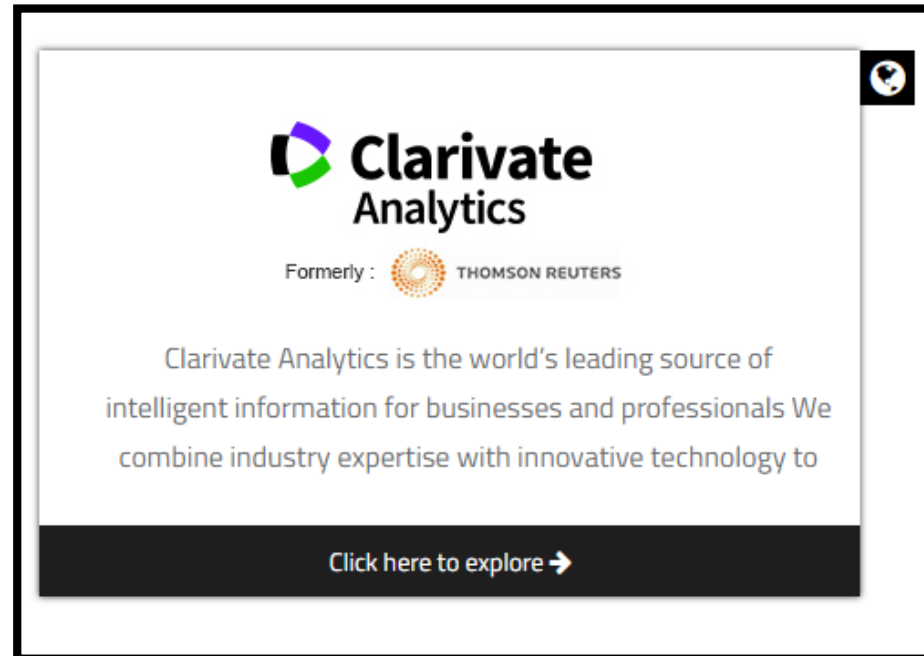 Clarivate
Analytics
Formerly : THOMSON REUTERS
Clarivate Analytics is the world’s leading source of
intelligent information for businesses and professionals We
combine industry expertise with innovative technology to
Click here to explore